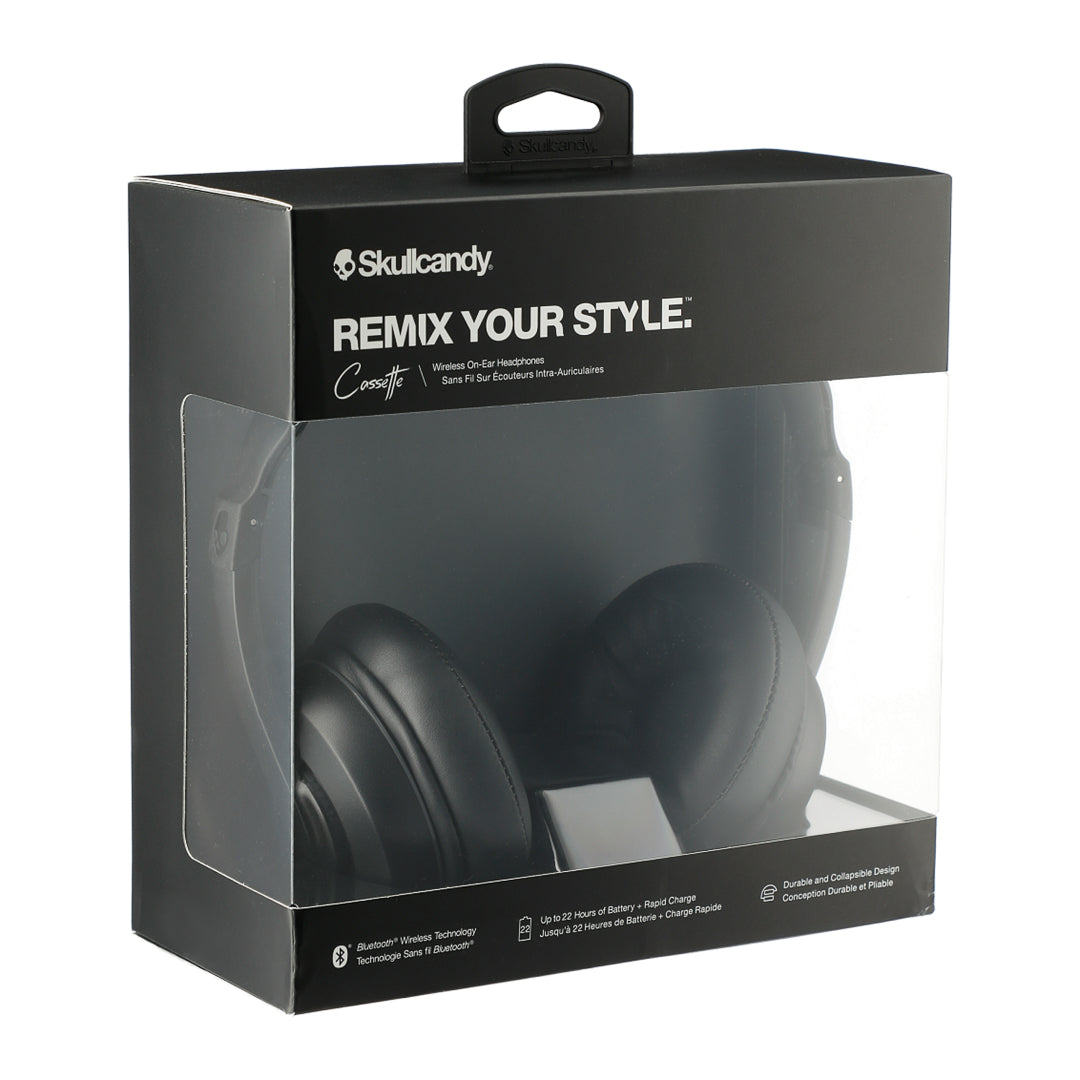 Skullcandy
Skullcandy®
REMIX YOUR STYLE.™
Cassette \ Wireless On-Ear Headphones
Sans Fil Sur Écouteurs Intra-Auriculaires
Bluetooth® Wireless Technology
Technologie Sans fil Bluetooth®
22
Up to 22 Hours of Battery + Rapid Charge
Jusqu'à 22 Heures de Batterie + Charge Rapide
Durable and Collapsible Design
Conception Durable et Pliable